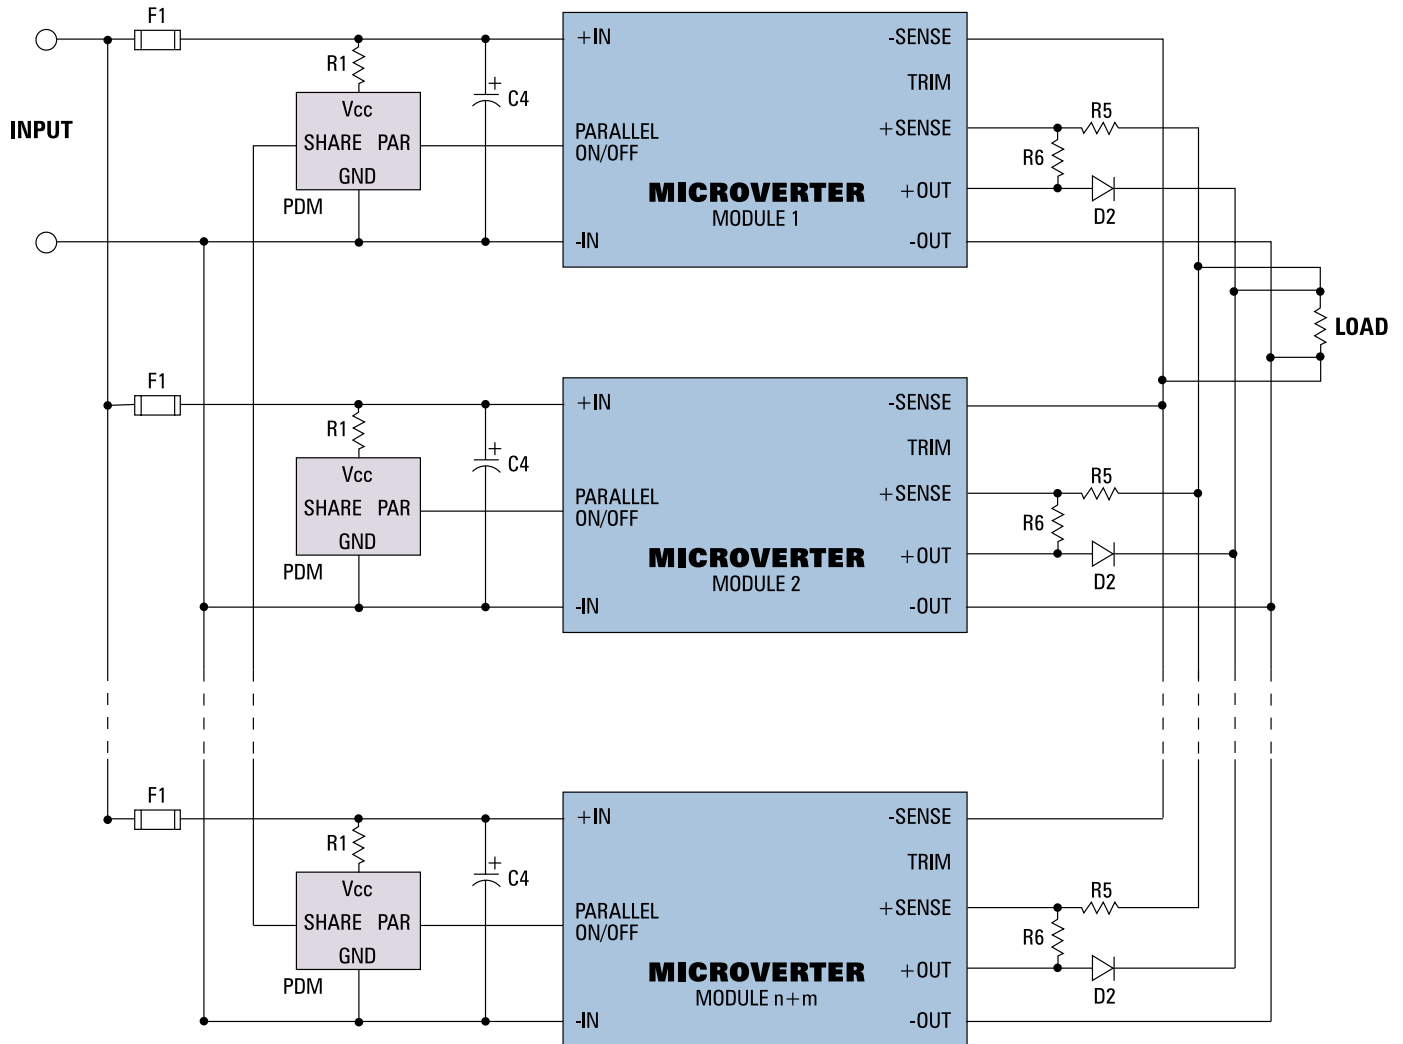 F1
+IN
-SENSE
R1
C4
+
TRIM
Vcc
R5
INPUT
SHARE PAR
PARALLEL
ON/OFF
+SENSE
R6
GND
MICROVERTER
+OUT
PDM
MODULE 1
D2
-IN
-OUT
LOAD
F1
+IN
-SENSE
R1
+
C4
TRIM
Vcc
R5
SHARE PAR
PARALLEL
ON/OFF
+SENSE
R6
GND
MICROVERTER
+OUT
PDM
MODULE 2
D2
-IN
-OUT
F1
+IN
-SENSE
R1
+
C4
TRIM
Vcc
R5
SHARE PAR
PARALLEL
ON/OFF
+SENSE
R6
GND
MICROVERTER
+OUT
PDM
MODULE n+m
D2
-IN
-OUT